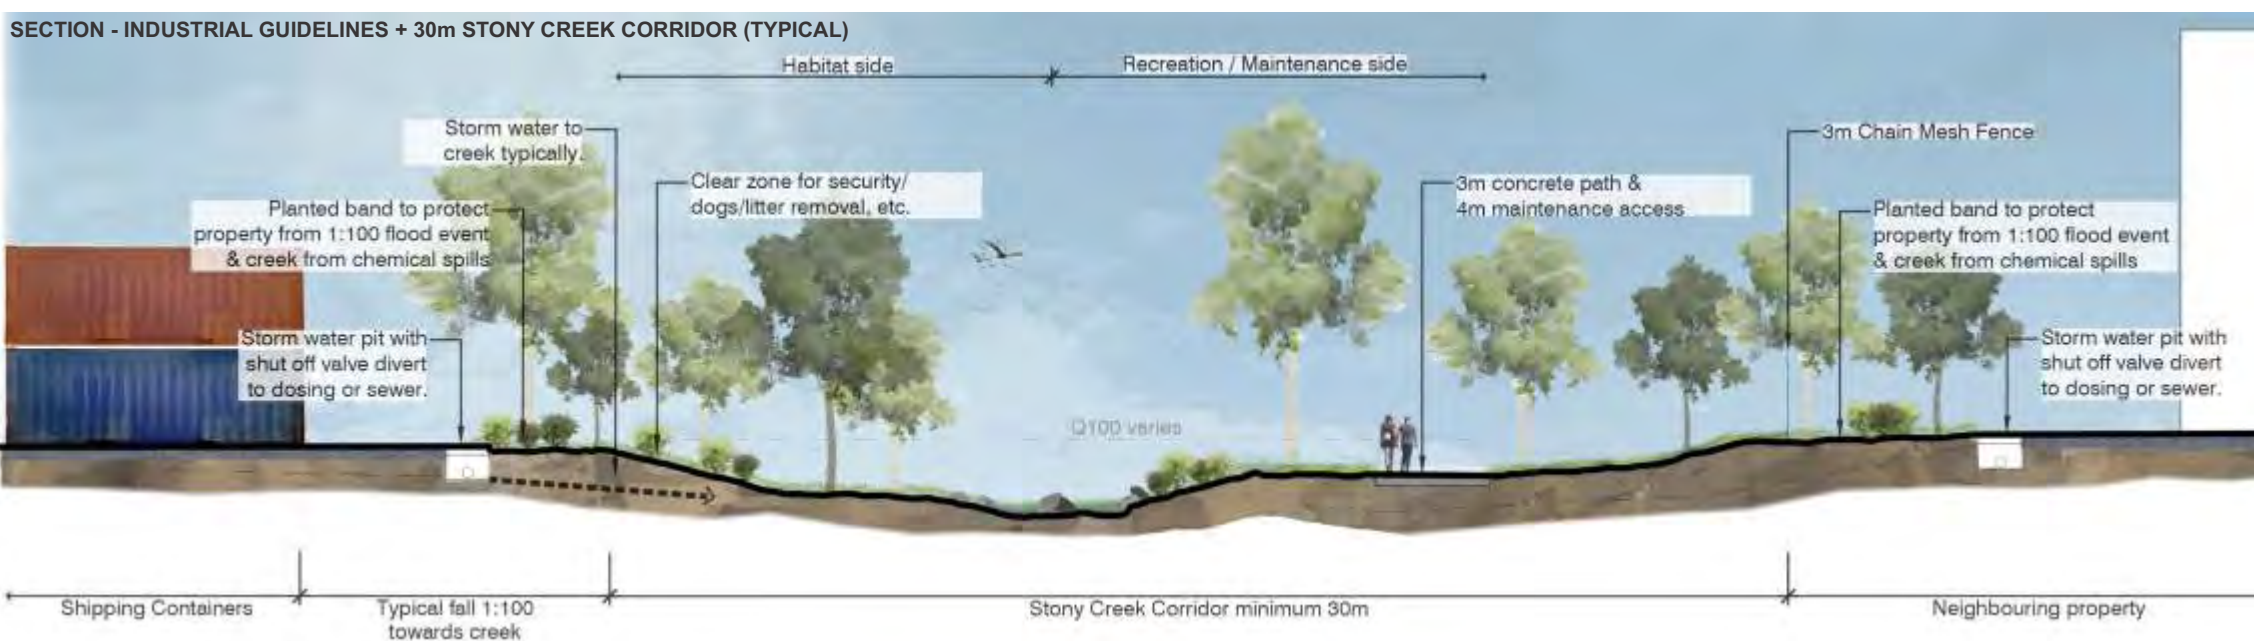 SECTION - INDUSTRIAL GUIDELINES + 30m STONY CREEK CORRIDOR (TYPICAL)
Habitat side
Recreation / Maintenance side
Storm water to
creek typically.
Planted band to protect
property from 1:100 flood event
& creek from chemical spills
Storm water pit with
shut off valve divert
to dosing or sewer.
Clear zone for security/
dogs/litter removal, etc.
Q100 varies
3m concrete path &
4m maintenance access
3m Chain Mesh Fence
Planted band to protect
property from 1:100 flood event
& creek from chemical spills
Storm water pit with
shut off valve divert
to dosing or sewer.
Shipping Containers
Typical fall 1:100
towards creek
Stony Creek Corridor minimum 30m
Neighbouring property